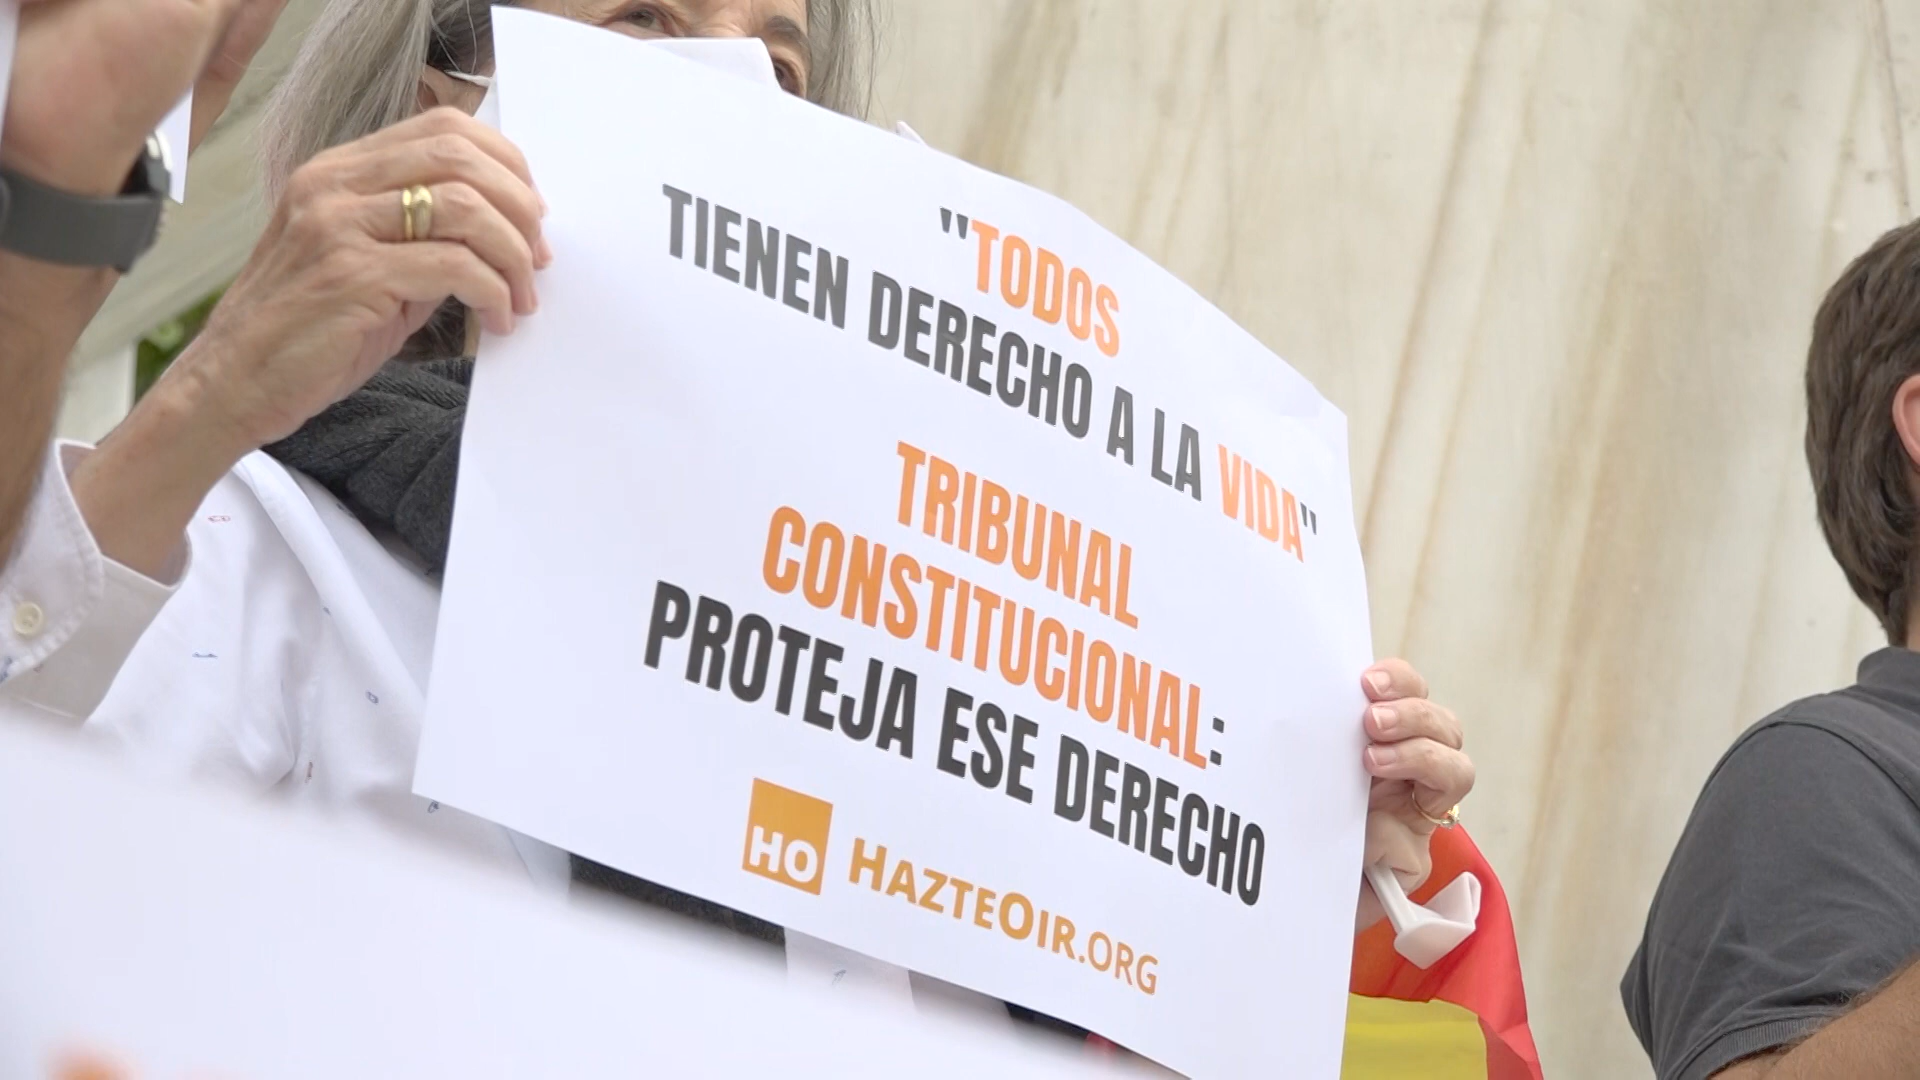 "TODOS
TIENEN DERECHO A LA VIDA"
TRIBUNAL
CONSTITUCIONAL:
PROTEJA ESE DERECHO
HO HAZTEOIR.ORG